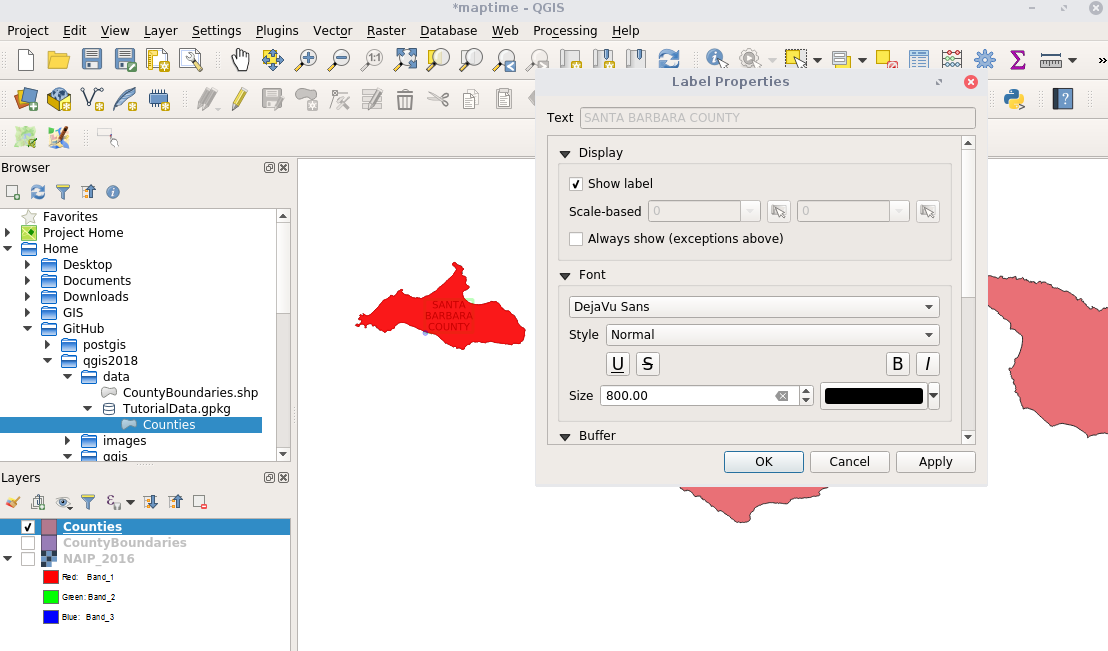 *maptime - QGIS
Project Edit View Layer Settings Plugins Vector Raster Database Web Processing Help
1:1
»
Label Properties
Text SANTA BARBARA COUNTY
Display
Show label
Scale-based 0 0
Always show (exceptions above)
Font
DejaVu Sans
Style Normal
U S B I
Size 800.00
Buffer
OK Cancel Apply
Browser
Favorites
Project Home
Home
Desktop
Documents
Downloads
GIS
GitHub
postgis
qgis2018
data
CountyBoundaries.shp
TutorialData.gpkg
Counties
images
qgis
SANTA
BARBARA
COUNTY
Layers
Counties
CountyBoundaries
NAIP_2016
Red: Band_1
Green: Band_2
Blue: Band_3